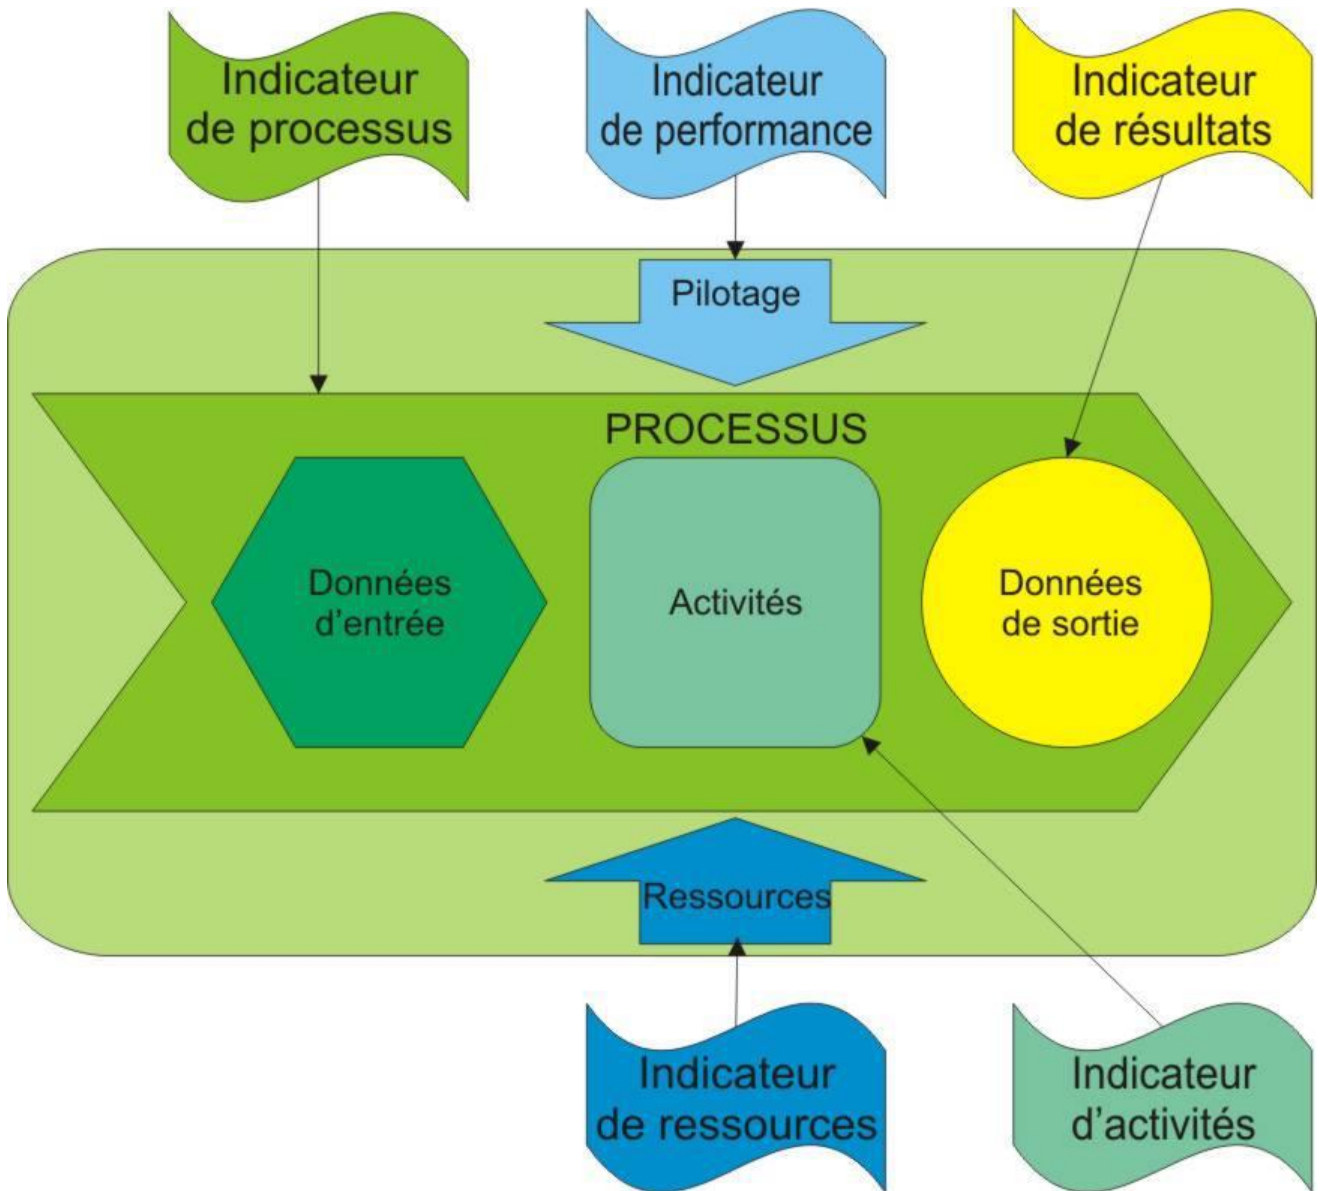 Indicateur
de processus
Indicateur
de performance
Indicateur
de résultats
Pilotage
PROCESSUS
Données
d'entrée
Activités
Données
de sortie
Ressources
Indicateur
de ressources
Indicateur
d’activités